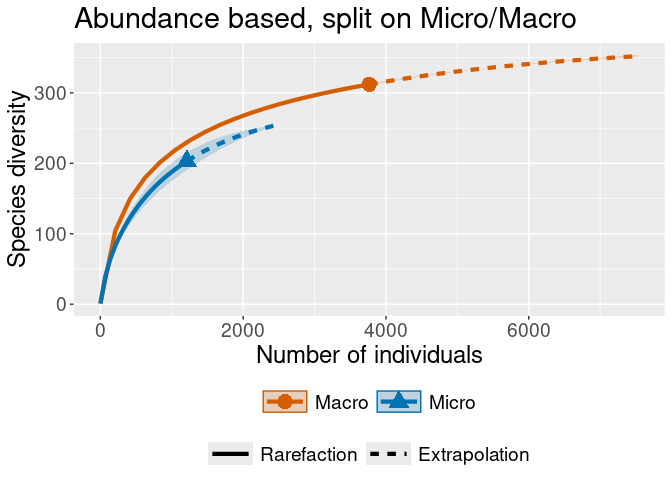 Abundance based, split on Micro/Macro
Species diversity
300
200
100
0
0 2000 4000 6000
Number of individuals
Macro Micro
Rarefaction Extrapolation